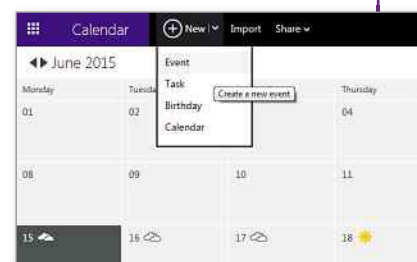 Calendar New Import Share
June 2015
Monday Tuesda Thursday
Event
Task
Create a new event
Birthday
Calendar
01 02 04
08 09 10 11
15 16 17 18